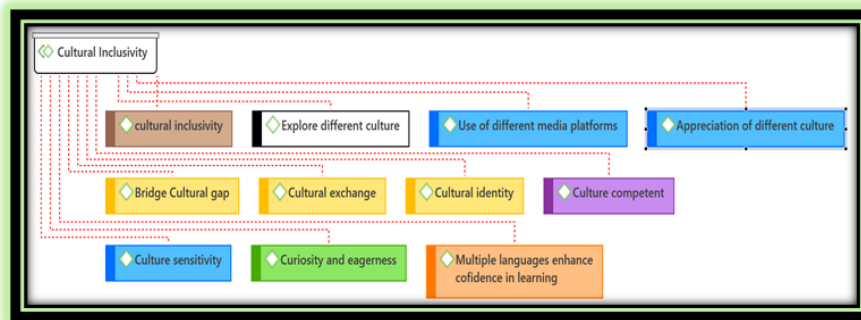 Cultural Inclusivity
cultural inclusivity
Explore different culture
Use of different media platforms
Appreciation of different culture
Bridge Cultural gap
Cultural exchange
Cultural identity
Culture competent
Culture sensitivity
Curiosity and eagerness
Multiple languages enhance
cofidence in learning